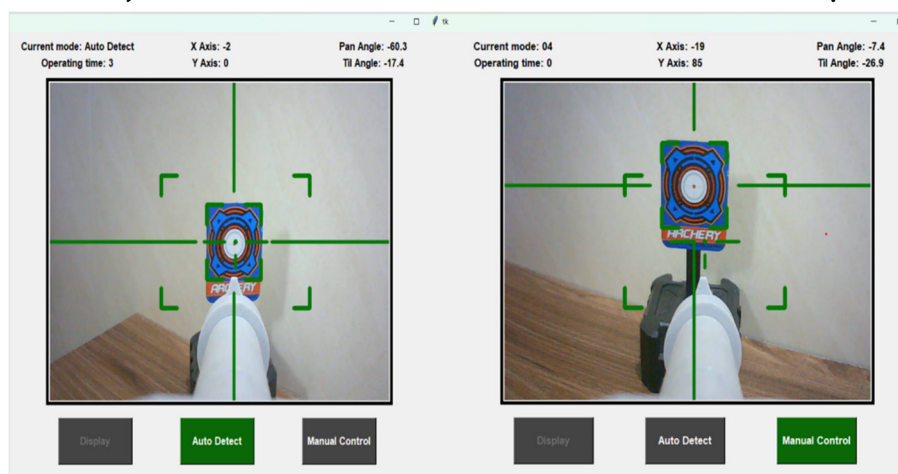 tk
Current mode: Auto Detect
X Axis: -2
Pan Angle: -60.3
Operating time: 3
Y Axis: 0
Til Angle: -17.4
ARCHERY
Display
Auto Detect
Manual Control
Current mode: 04
X Axis: -19
Pan Angle: -7.4
Operating time: 0
Y Axis: 85
Til Angle: -26.9
ARCHERY
Display
Auto Detect
Manual Control